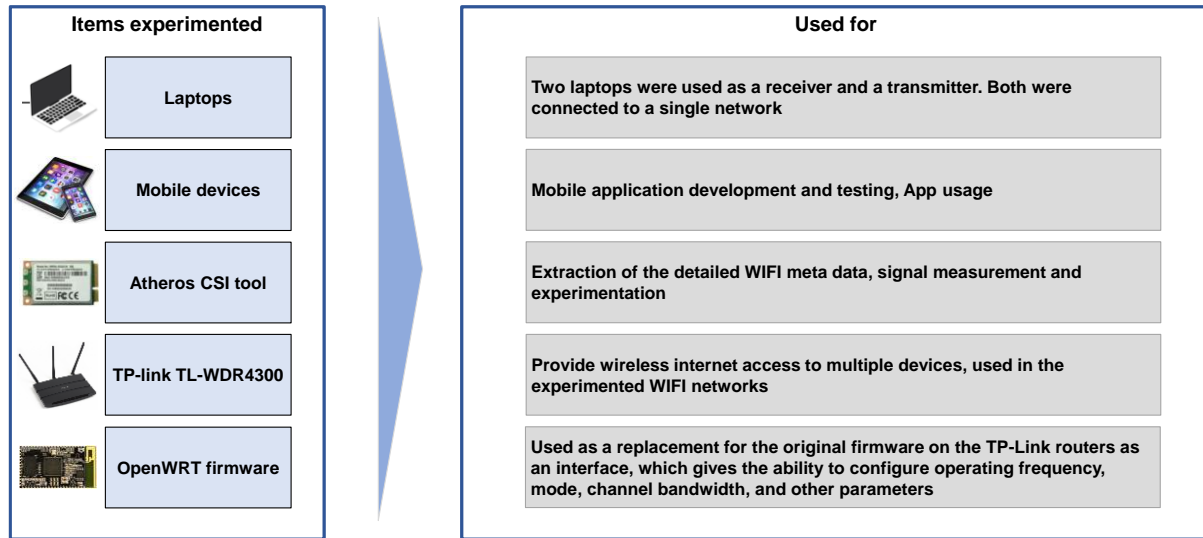 Items experimented
Used for
Laptops
Two laptops were used as a receiver and a transmitter. Both were
connected to a single network
Mobile devices
Mobile application development and testing, App usage
Atheros CSI tool
Extraction of the detailed WIFI meta data, signal measurement and
experimentation
TP-link TL-WDR4300
Provide wireless internet access to multiple devices, used in the
experimented WIFI networks
OpenWRT firmware
Used as a replacement for the original firmware on the TP-Link routers as
an interface, which gives the ability to configure operating frequency,
mode, channel bandwidth, and other parameters